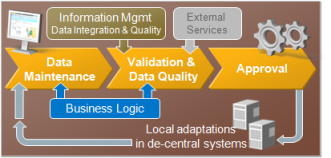 Information Mgmt
Data Integration & Quality
External
Services
Data
Maintenance
Validation &
Data Quality
Approval
Business Logic
Local adaptations
in de-central systems